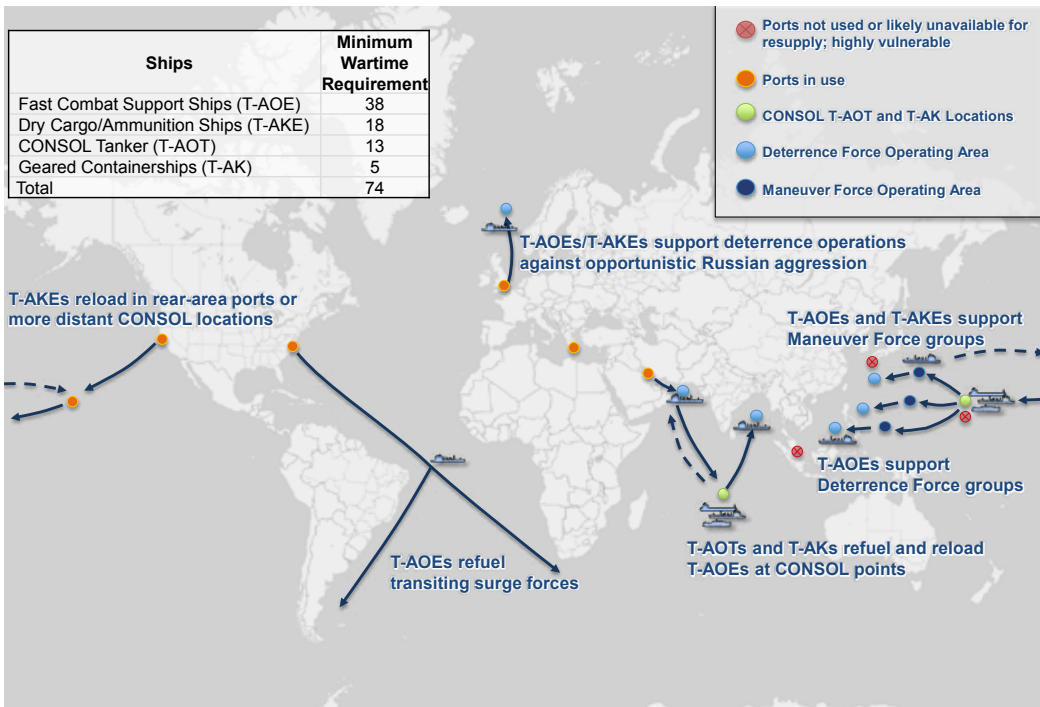 Ships
Minimum
Wartime
Requirement
Fast Combat Support Ships (T-AOE) 38
Dry Cargo/Ammunition Ships (T-AKE) 18
CONSOL Tanker (T-AOT) 13
Geared Containerships (T-AK) 5
Total 74
Ports not used or likely unavailable for
resupply; highly vulnerable
Ports in use
CONSOL T-AOT and T-AK Locations
Deterrence Force Operating Area
Maneuver Force Operating Area
T-AOEs/T-AKEs support deterrence operations
against opportunistic Russian aggression
T-AKEs reload in rear-area ports or
more distant CONSOL locations
T-AOEs and T-AKEs support
Maneuver Force groups
T-AOEs support
Deterrence Force groups
T-AOTs and T-AKs refuel and reload
T-AOEs at CONSOL points
T-AOEs refuel
transiting surge forces